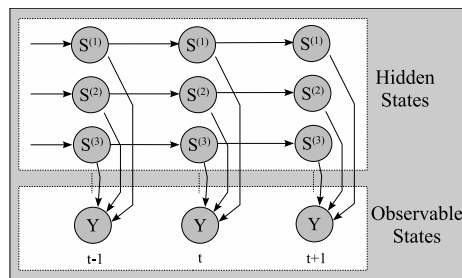 S(1) S(1) S(1)
S(2) S(2) S(2)
S(3) S(3) S(3)
Hidden
States
Y Y Y
Observable
States
t-1 t t+1